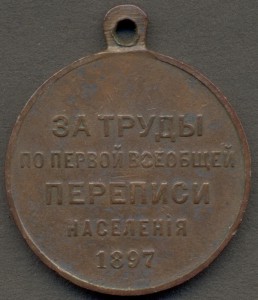 ЗА ТРУДЫ
ПО ПЕРВОЙ ВСЕОБЩЕЙ
ПЕРЕПИСИ
НАСЕЛЕНІЯ
1897